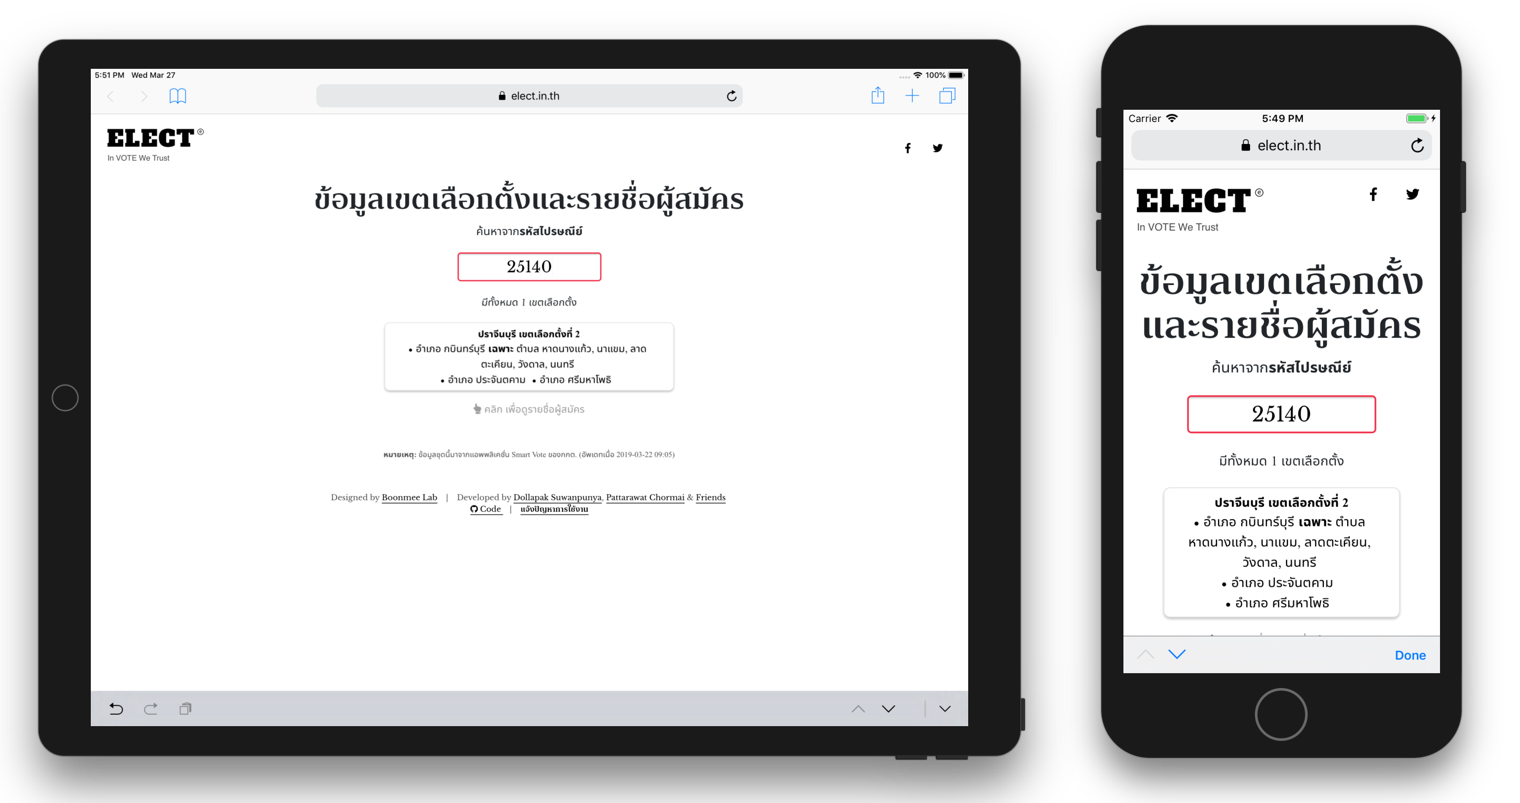 5:51 PM Wed Mar 27
100%
elect.in.th
ELECT®
In VOTE We Trust
ข้อมูลเขตเลือกตั้งและรายชื่อผู้สมัคร
ค้นหาจากรหัสไปรษณีย์
25140
มีทั้งหมด 1 เขตเลือกตั้ง
ปราจีนบุรี เขตเลือกตั้งที่ 2
• อำเภอ กบินทร์บุรี เฉพาะ ตำบล หาดนางแก้ว, นาแขม, ลาด
ตะเคียน, วังดาล, นนทรี
• อำเภอ ประจันตคาม • อำเภอ ศรีมหาโพธิ
คลิก เพื่อดูรายชื่อผู้สมัคร
หมายเหตุ: ข้อมูลชุดนี้มาจากแอพพลิเคชั่น Smart Vote ของกกต. (อัพเดทเมื่อ 2019-03-22 09:05)
Designed by Boonmee Lab | Developed by Dollapak Suwanpunya, Pattarawat Chormai & Friends
Code | แจ้งปัญหาการใช้งาน
Carrier 5:49 PM
elect.in.th
ELECT®
In VOTE We Trust
ข้อมูลเขตเลือกตั้ง
และรายชื่อผู้สมัคร
ค้นหาจากรหัสไปรษณีย์
25140
มีทั้งหมด 1 เขตเลือกตั้ง
ปราจีนบุรี เขตเลือกตั้งที่ 2
• อำเภอ กบินทร์บุรี เฉพาะ ตำบล
หาดนางแก้ว, นาแขม, ลาดตะเคียน,
วังดาล, นนทรี
• อำเภอ ประจันตคาม
• อำเภอ ศรีมหาโพธิ
Done